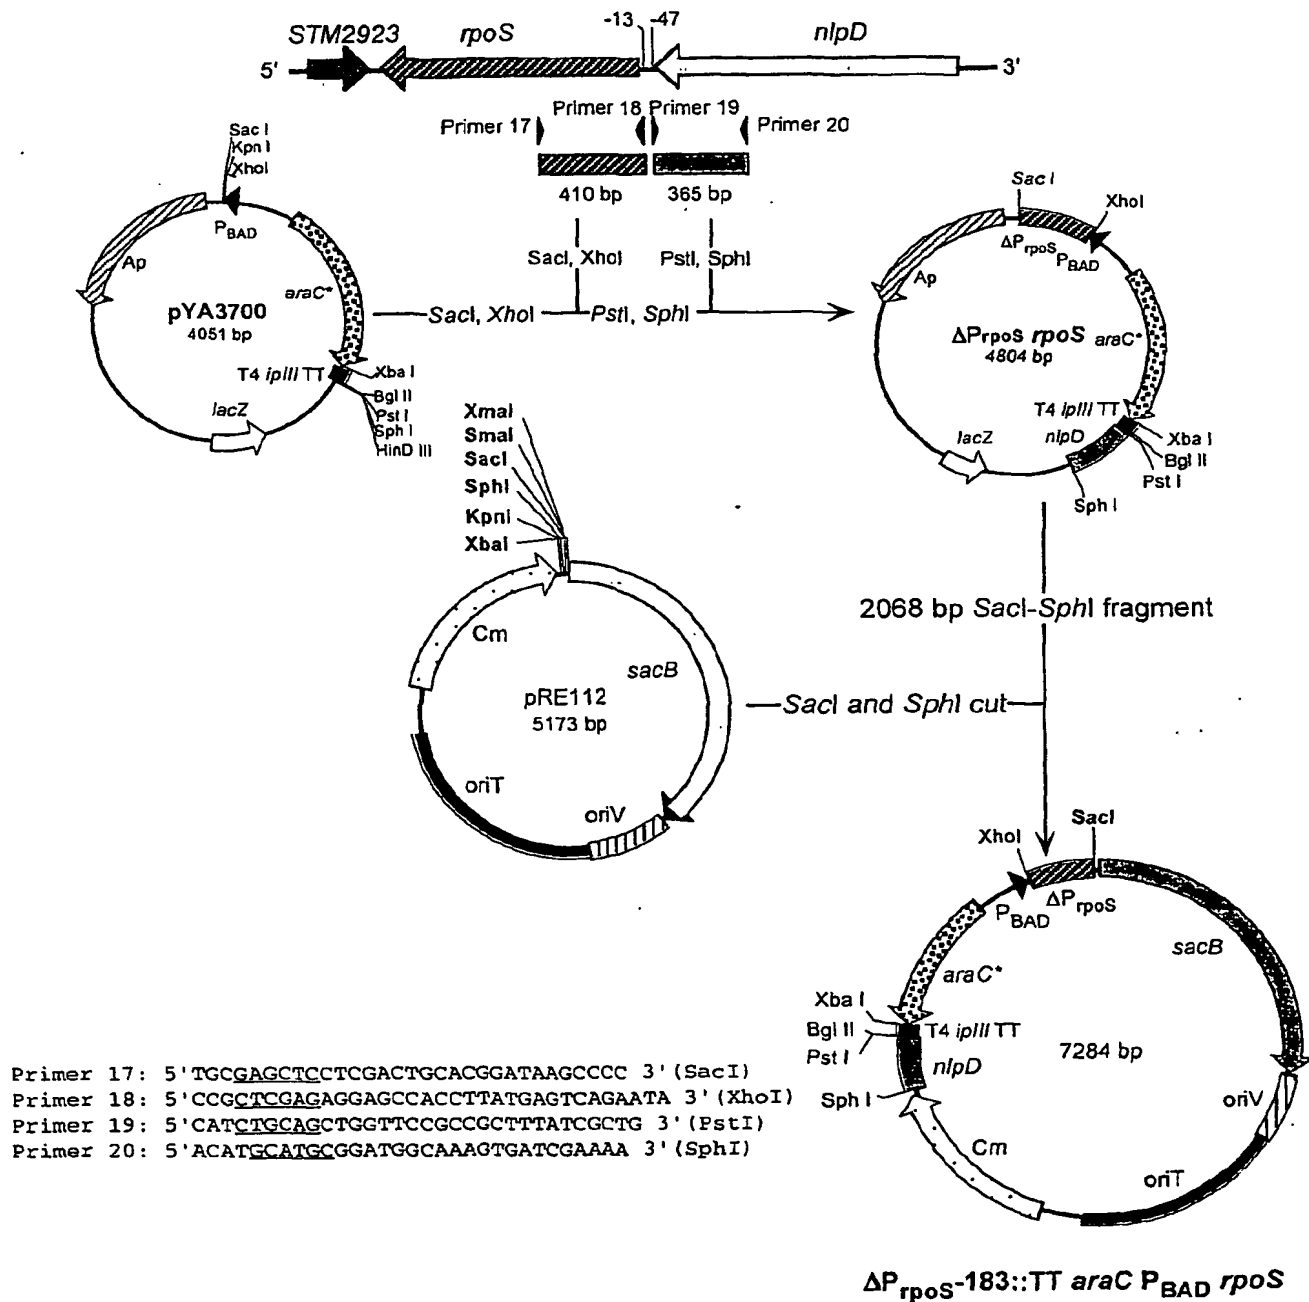 -13 -47
STM2923 rpoS nlpD
5' 3'
Primer 18 Primer 19
Primer 17 Primer 20
410 bp 365 bp
Sac I
Kpn I
XhoI
PBAD
Ap
araC*
pYA3700
4051 bp
T4 ipIII TT
Xba I
Bgl II
Pst I
Sph I
HinD III
lacZ
SacI, XhoI PstI, SphI
SacI, XhoI PstI, SphI
Sac I
XhoI
ΔPrpoS PBAD
Ap
ΔPrpoS rpoS
4804 bp
araC*
T4 ipIII TT
nlpD
Xba I
Bgl II
Pst I
Sph I
lacZ
XmaI
SmaI
SacI
SphI
KpnI
XbaI
Cm
sacB
pRE112
5173 bp
oriT
oriV
2068 bp SacI-SphI fragment
SacI and SphI cut
SacI
XhoI
PBAD
ΔPrpoS
sacB
araC*
Xba I
Bgl II
Pst I
T4 ipIII TT
nlpD
Sph I
7284 bp
oriV
Cm
oriT
Primer 17: 5'TGCGAGCTCCTCGACTGCACGGATAAGCCCC 3'(SacI)
Primer 18: 5'CCGCTCGAGAGGAGCCACCTTATGAGTCAGAATA 3'(XhoI)
Primer 19: 5'CATCTGCAGCTGGTTCCGCCGCTTTATCGCTG 3'(PstI)
Primer 20: 5'ACATGCATGCGGATGGCAAAGTGATCGAAAA 3'(SphI)
ΔPrpoS-183::TT araC PBAD rpoS